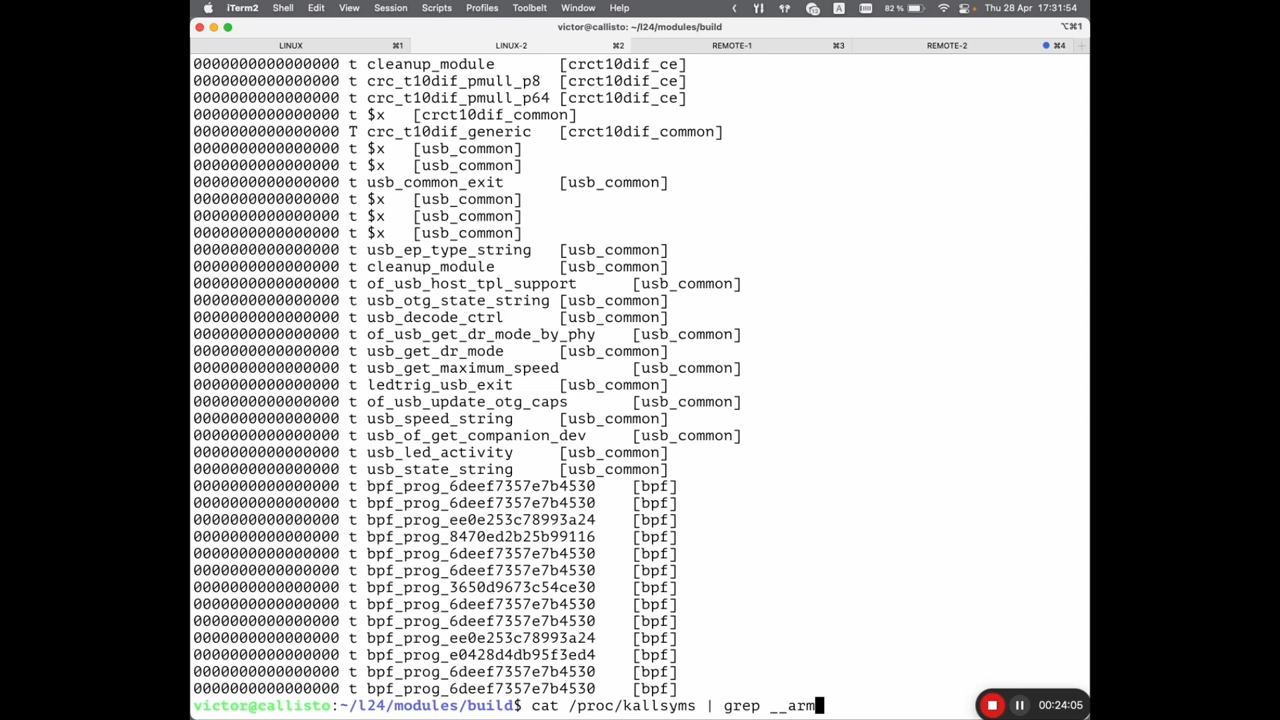 iTerm2 Shell Edit View Session Scripts Profiles Toolbelt Window Help A 82 % Thu 28 Apr 17:31:54
victor@callisto: ~/l24/modules/build ⌥⌘1
LINUX ⌘1 LINUX-2 ⌘2 REMOTE-1 ⌘3 REMOTE-2 ⌘4 +
0000000000000000 t cleanup_module [crct10dif_ce]
0000000000000000 t crc_t10dif_pmull_p8 [crct10dif_ce]
0000000000000000 t crc_t10dif_pmull_p64 [crct10dif_ce]
0000000000000000 t $x [crct10dif_common]
0000000000000000 T crc_t10dif_generic [crct10dif_common]
0000000000000000 t $x [usb_common]
0000000000000000 t $x [usb_common]
0000000000000000 t usb_common_exit [usb_common]
0000000000000000 t $x [usb_common]
0000000000000000 t $x [usb_common]
0000000000000000 t $x [usb_common]
0000000000000000 t usb_ep_type_string [usb_common]
0000000000000000 t cleanup_module [usb_common]
0000000000000000 t of_usb_host_tpl_support [usb_common]
0000000000000000 t usb_otg_state_string [usb_common]
0000000000000000 t usb_decode_ctrl [usb_common]
0000000000000000 t of_usb_get_dr_mode_by_phy [usb_common]
0000000000000000 t usb_get_dr_mode [usb_common]
0000000000000000 t usb_get_maximum_speed [usb_common]
0000000000000000 t ledtrig_usb_exit [usb_common]
0000000000000000 t of_usb_update_otg_caps [usb_common]
0000000000000000 t usb_speed_string [usb_common]
0000000000000000 t usb_of_get_companion_dev [usb_common]
0000000000000000 t usb_led_activity [usb_common]
0000000000000000 t usb_state_string [usb_common]
0000000000000000 t bpf_prog_6deef7357e7b4530 [bpf]
0000000000000000 t bpf_prog_6deef7357e7b4530 [bpf]
0000000000000000 t bpf_prog_ee0e253c78993a24 [bpf]
0000000000000000 t bpf_prog_8470ed2b25b99116 [bpf]
0000000000000000 t bpf_prog_6deef7357e7b4530 [bpf]
0000000000000000 t bpf_prog_6deef7357e7b4530 [bpf]
0000000000000000 t bpf_prog_3650d9673c54ce30 [bpf]
0000000000000000 t bpf_prog_6deef7357e7b4530 [bpf]
0000000000000000 t bpf_prog_6deef7357e7b4530 [bpf]
0000000000000000 t bpf_prog_ee0e253c78993a24 [bpf]
0000000000000000 t bpf_prog_e0428d4db95f3ed4 [bpf]
0000000000000000 t bpf_prog_6deef7357e7b4530 [bpf]
0000000000000000 t bpf_prog_6deef7357e7b4530 [bpf]
victor@callisto:~/l24/modules/build$ cat /proc/kallsyms | grep __arm
00:24:05